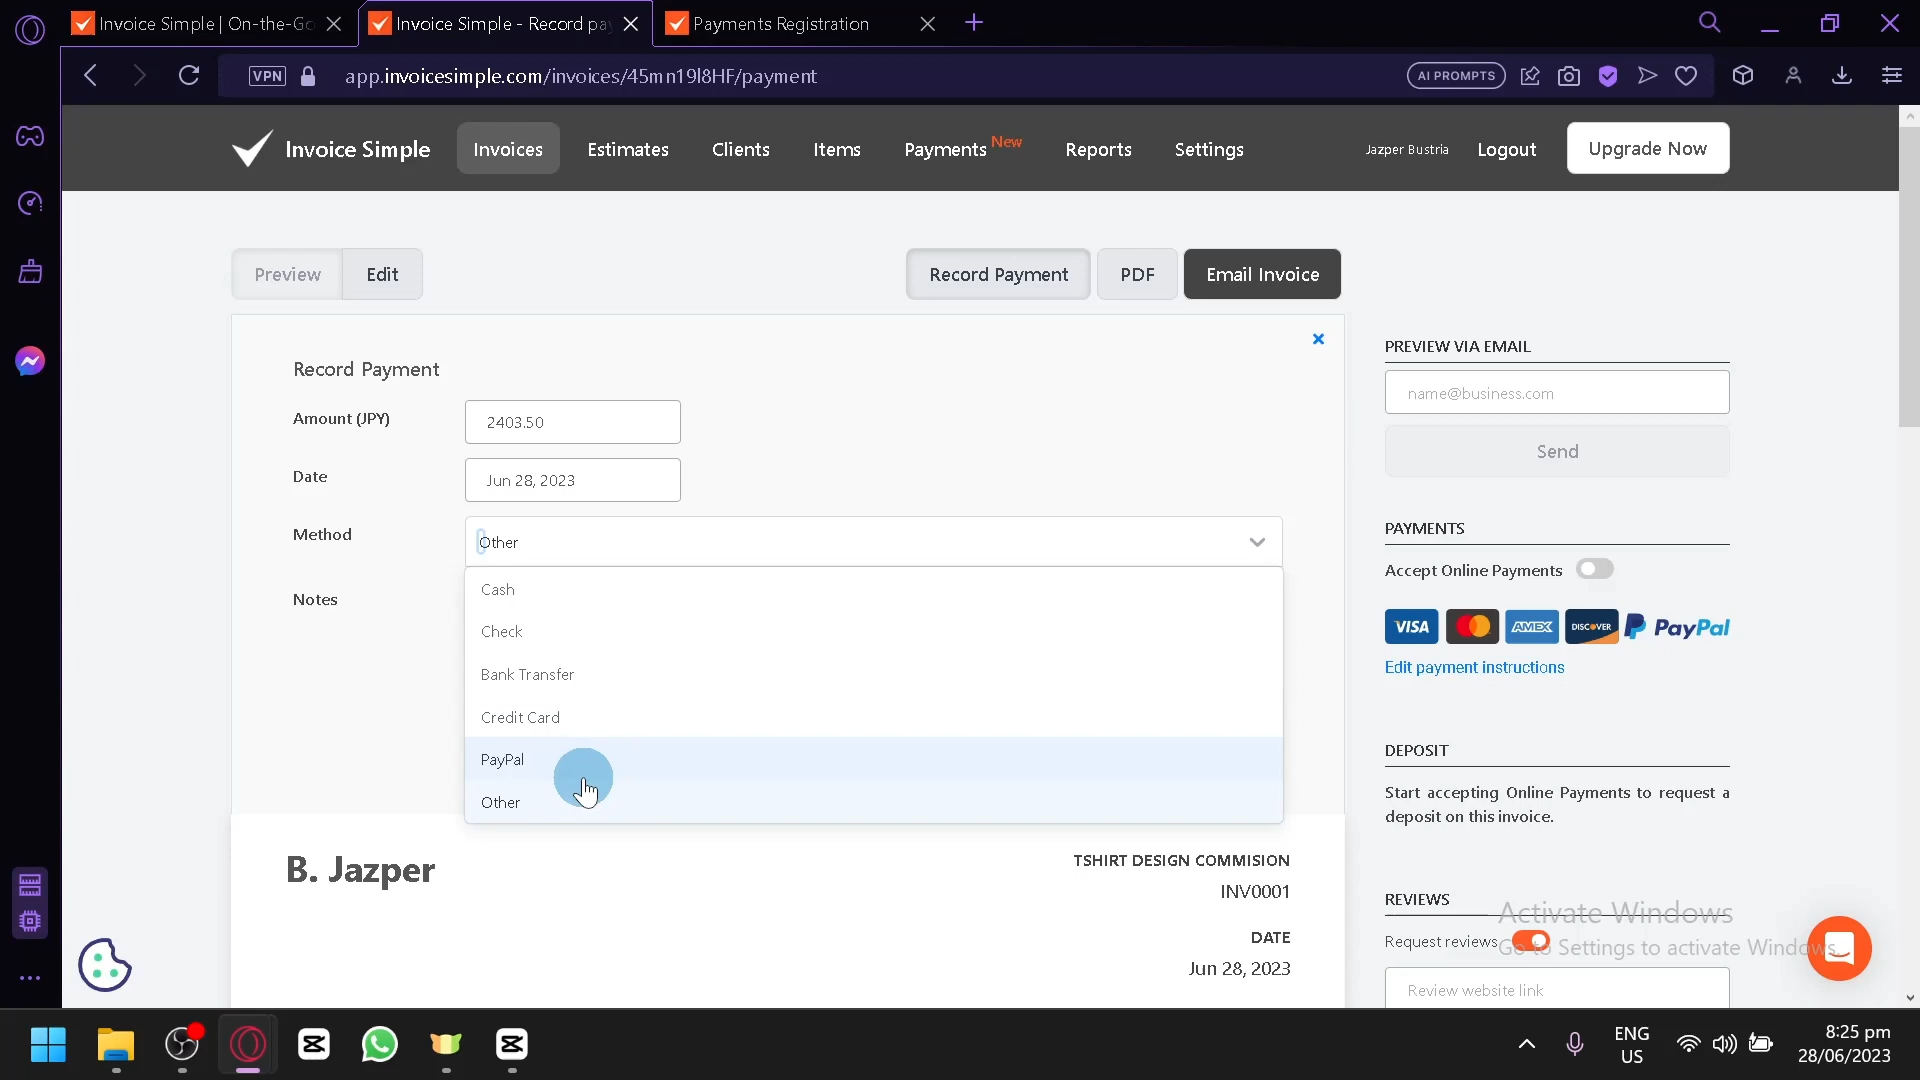 Invoice Simple | On-the-Go
Invoice Simple - Record pay
Payments Registration
VPN
app.invoicesimple.com/invoices/45mn19l8HF/payment
AI PROMPTS
Invoice Simple
Invoices
Estimates
Clients
Items
Payments
New
Reports
Settings
Jazper Bustria
Logout
Upgrade Now
Preview
Edit
Record Payment
PDF
Email Invoice
Record Payment
Amount (JPY)
2403.50
Date
Jun 28, 2023
Method
Other
Notes
Cash
Check
Bank Transfer
Credit Card
PayPal
Other
B. Jazper
TSHIRT DESIGN COMMISION
INV0001
DATE
Jun 28, 2023
PREVIEW VIA EMAIL
name@business.com
Send
PAYMENTS
Accept Online Payments
VISA
AMEX
DISCOVER
PayPal
Edit payment instructions
DEPOSIT
Start accepting Online Payments to request a
deposit on this invoice.
REVIEWS
Request reviews
Review website link
Activate Windows
Go to Settings to activate Windows.
ENG
US
8:25 pm
28/06/2023